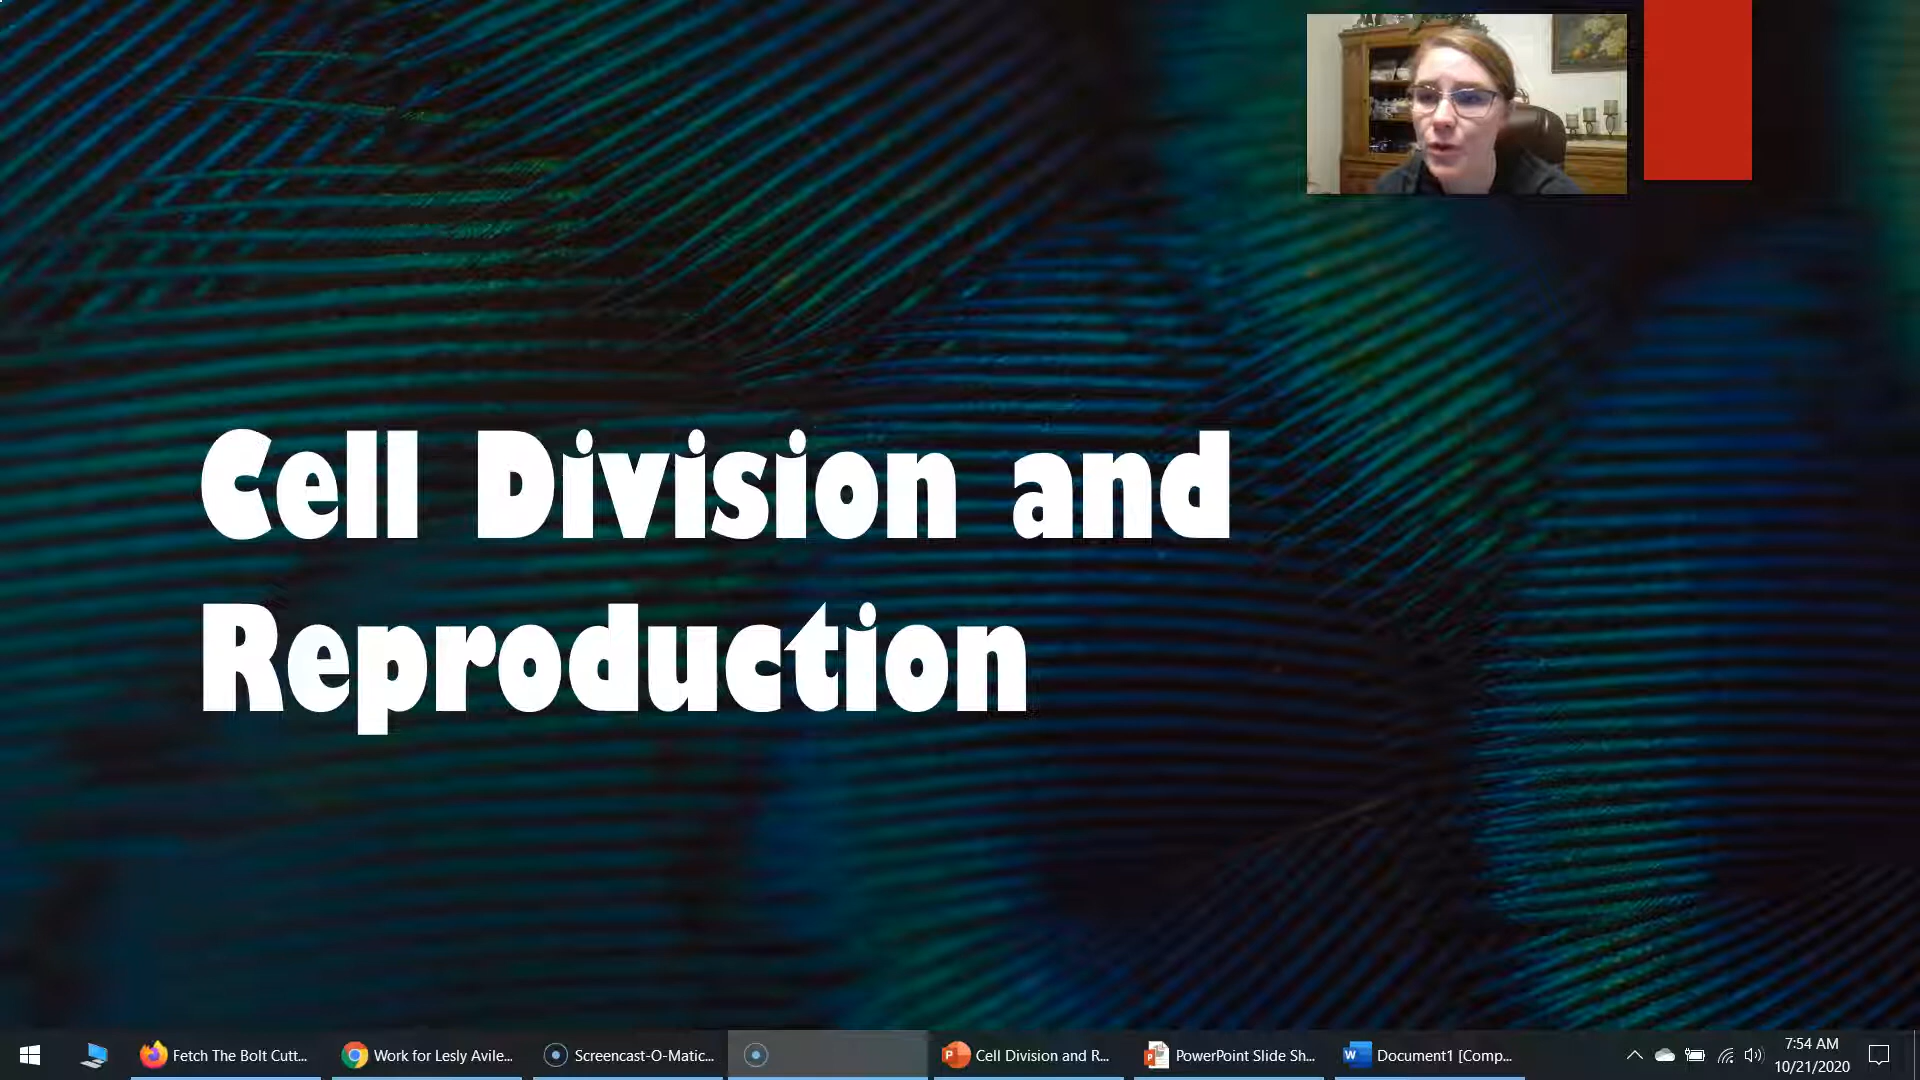 Cell Division and
Reproduction
Fetch The Bolt Cutt...
Work for Lesly Avile...
Screencast-O-Matic...
Cell Division and R...
PowerPoint Slide Sh...
Document1 [Comp...
7:54 AM
10/21/2020